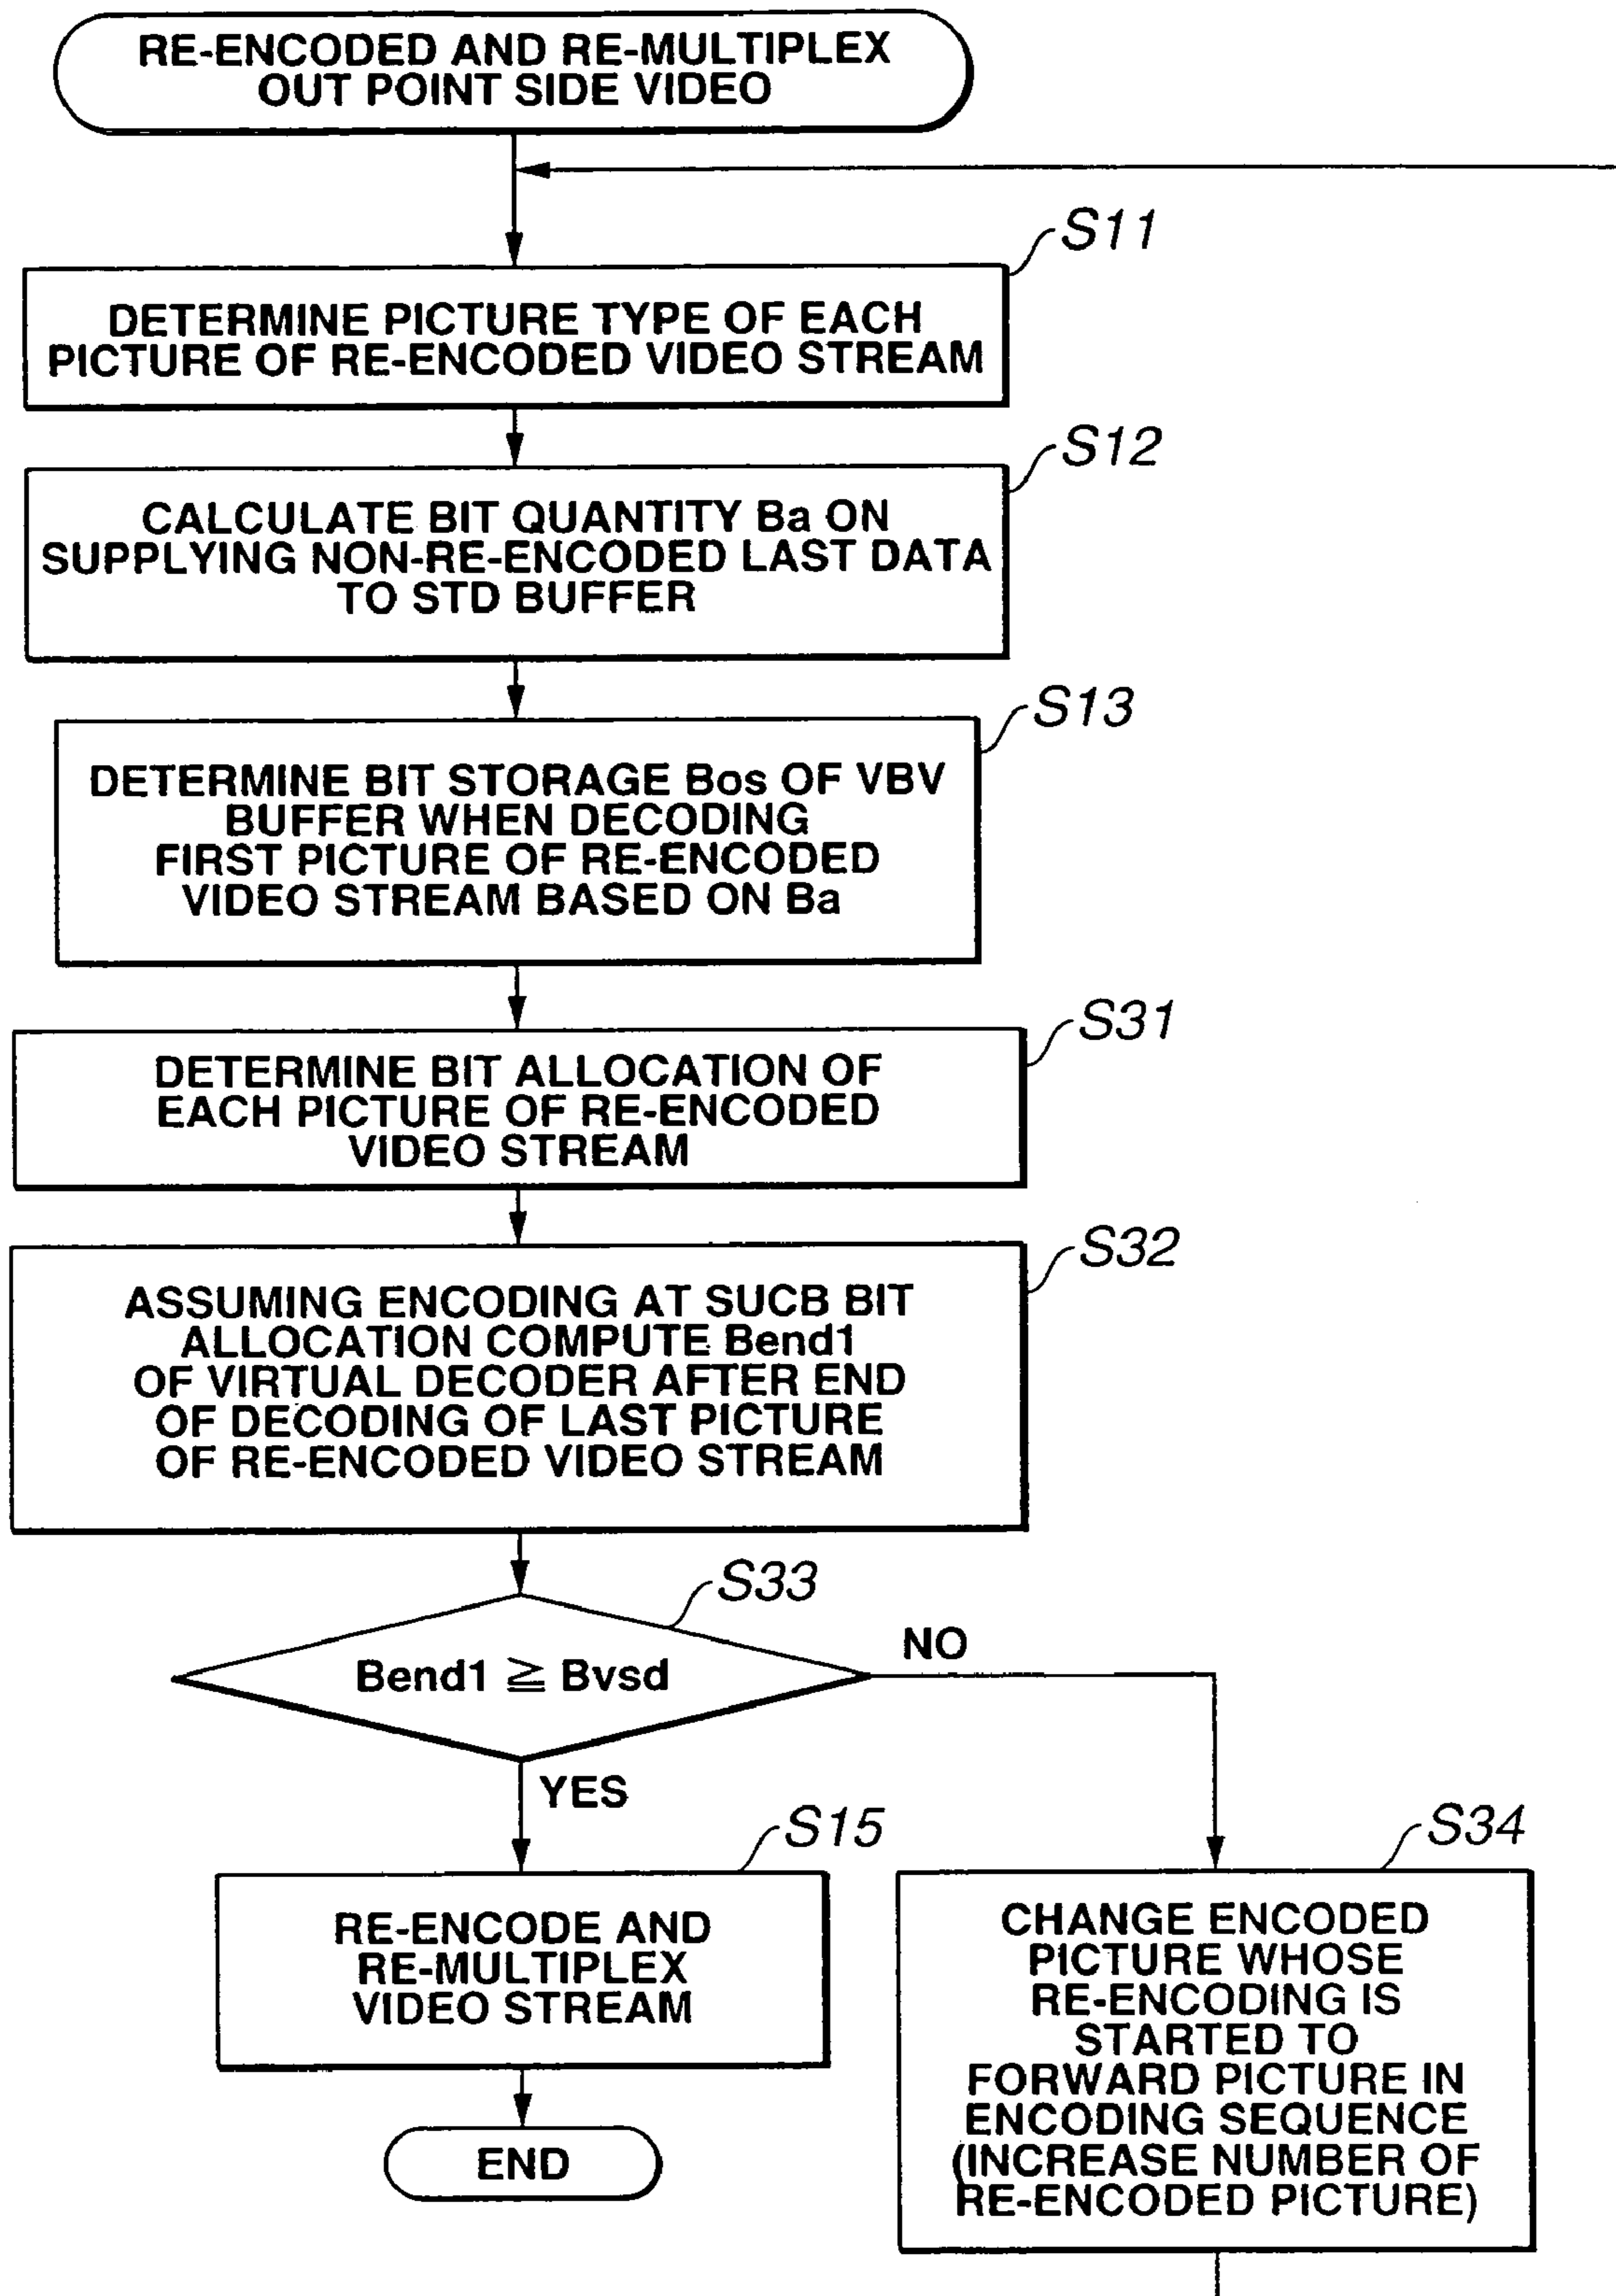 RE-ENCODED AND RE-MULTIPLEX
OUT POINT SIDE VIDEO
S11
DETERMINE PICTURE TYPE OF EACH
PICTURE OF RE-ENCODED VIDEO STREAM
S12
CALCULATE BIT QUANTITY Ba ON
SUPPLYING NON-RE-ENCODED LAST DATA
TO STD BUFFER
S13
DETERMINE BIT STORAGE Bos OF VBV
BUFFER WHEN DECODING
FIRST PICTURE OF RE-ENCODED
VIDEO STREAM BASED ON Ba
S31
DETERMINE BIT ALLOCATION OF
EACH PICTURE OF RE-ENCODED
VIDEO STREAM
S32
ASSUMING ENCODING AT SUCB BIT
ALLOCATION COMPUTE Bend1
OF VIRTUAL DECODER AFTER END
OF DECODING OF LAST PICTURE
OF RE-ENCODED VIDEO STREAM
S33
Bend1 ≧ Bvsd
NO
YES
S15
RE-ENCODE AND
RE-MULTIPLEX
VIDEO STREAM
END
S34
CHANGE ENCODED
PICTURE WHOSE
RE-ENCODING IS
STARTED TO
FORWARD PICTURE IN
ENCODING SEQUENCE
(INCREASE NUMBER OF
RE-ENCODED PICTURE)